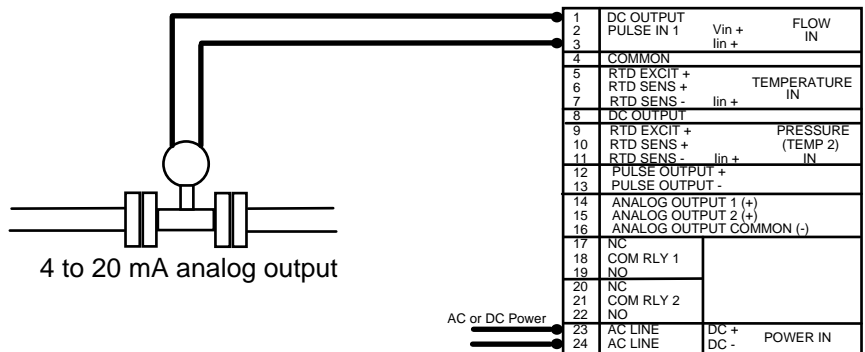 1 DC OUTPUT
2 PULSE IN 1 Vin + FLOW
3 Iin + IN
4 COMMON
5 RTD EXCIT +
6 RTD SENS + TEMPERATURE
7 RTD SENS - Iin + IN
8 DC OUTPUT
9 RTD EXCIT + PRESSURE
10 RTD SENS + (TEMP 2)
11 RTD SENS - Iin + IN
12 PULSE OUTPUT +
13 PULSE OUTPUT -
14 ANALOG OUTPUT 1 (+)
15 ANALOG OUTPUT 2 (+)
16 ANALOG OUTPUT COMMON (-)
17 NC
18 COM RLY 1
19 NO
20 NC
21 COM RLY 2
22 NO
23 AC LINE DC + POWER IN
24 AC LINE DC -
4 to 20 mA analog output
AC or DC Power